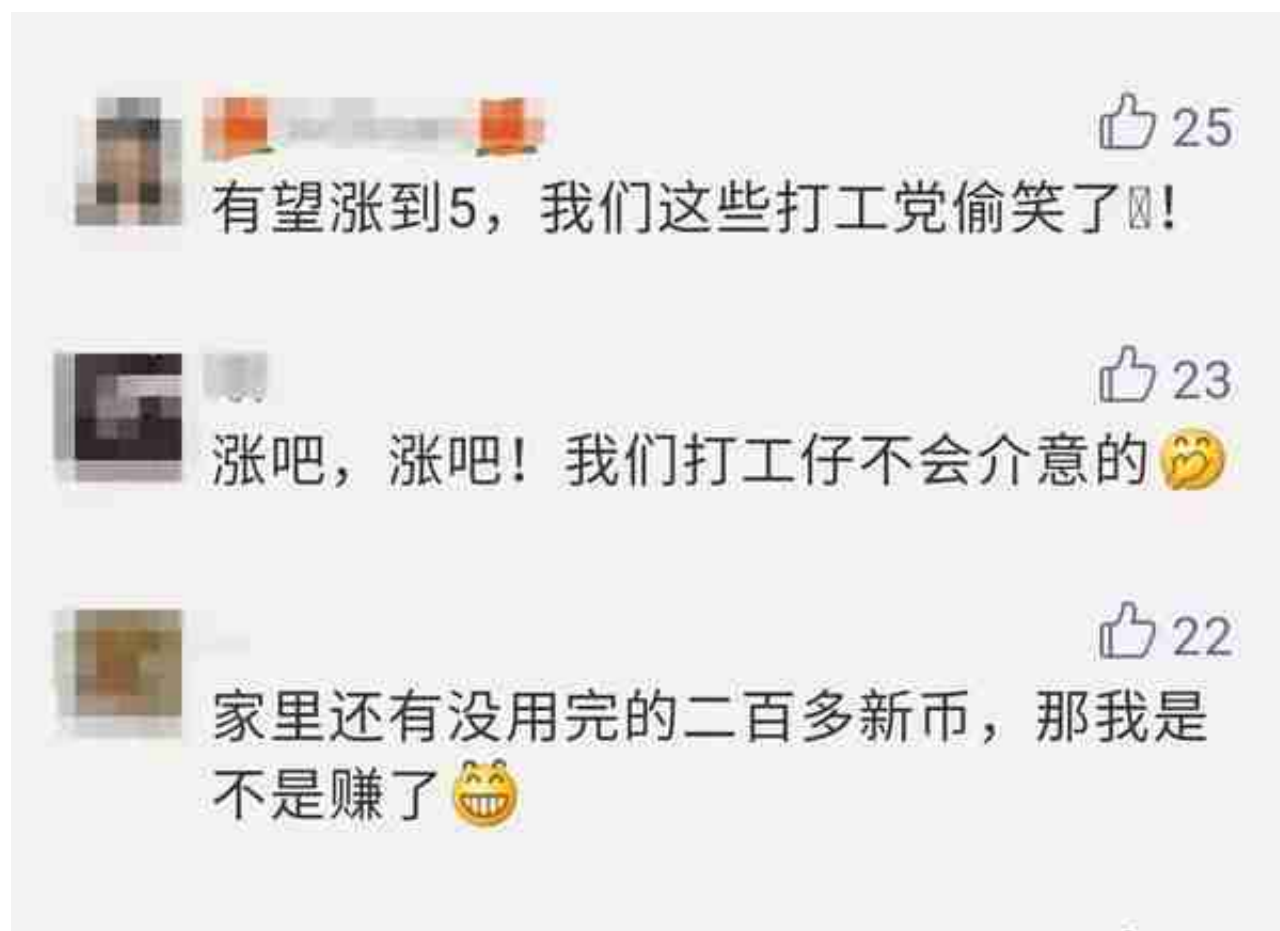 25
有望涨到5，我们这些打工党偷笑了！
23
涨吧，涨吧！我们打工仔不会介意的
22
家里还有没用完的二百多新币，那我是
不是赚了